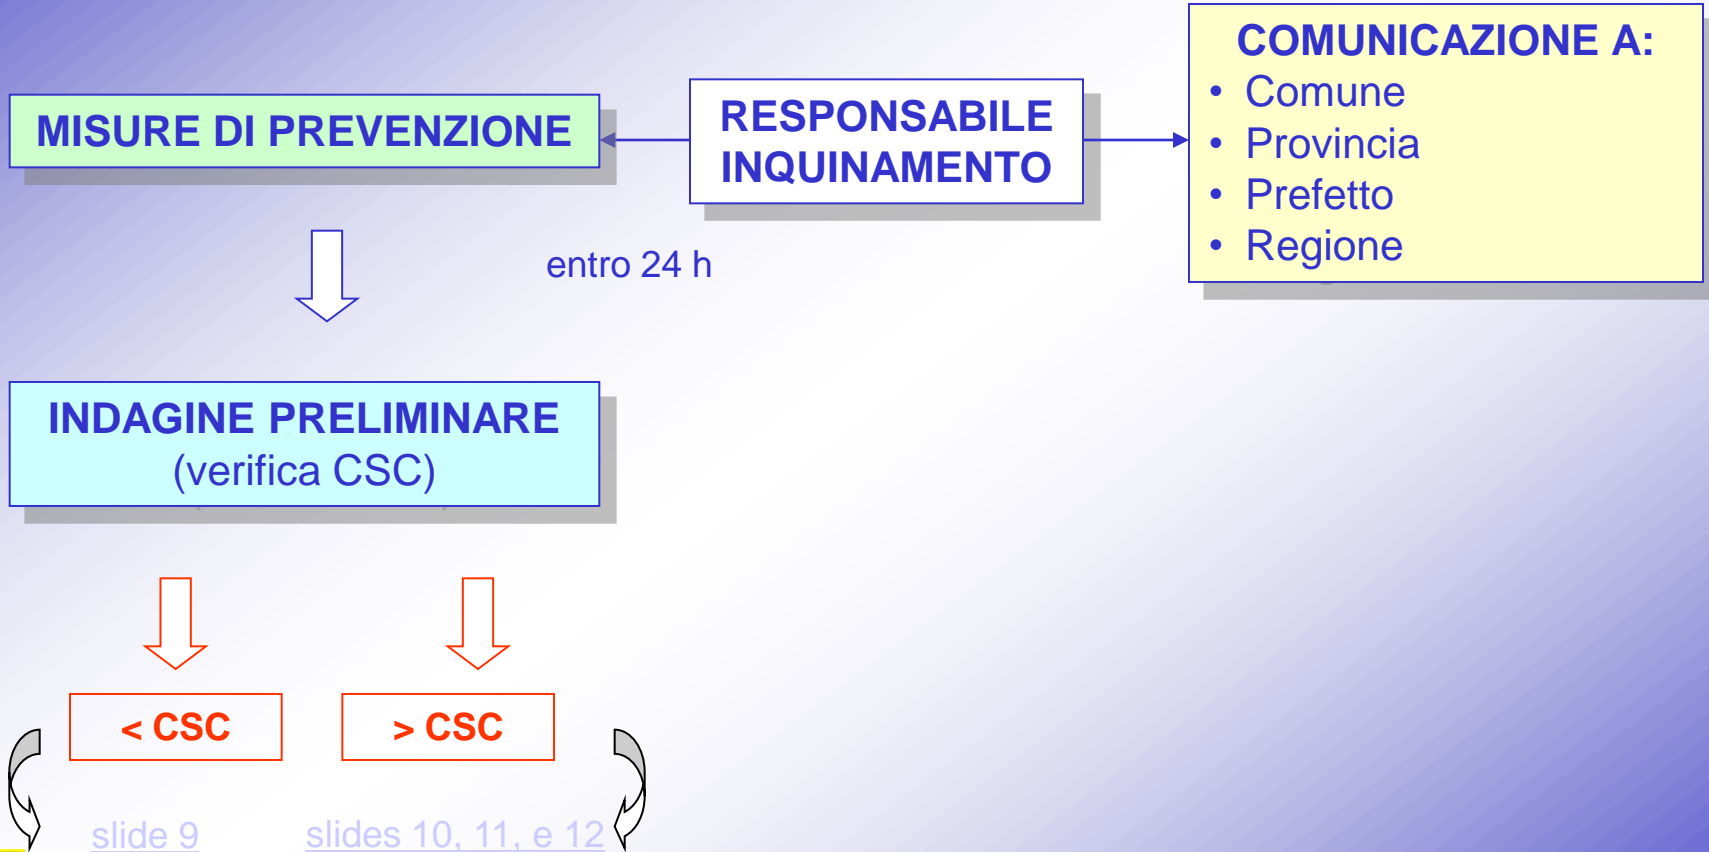 MISURE DI PREVENZIONE
RESPONSABILE
INQUINAMENTO
COMUNICAZIONE A:
• Comune
• Provincia
• Prefetto
• Regione
entro 24 h
INDAGINE PRELIMINARE
(verifica CSC)
< CSC
> CSC
slide 9
slides 10, 11, e 12